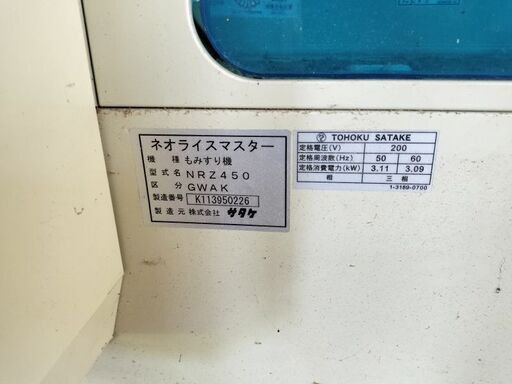 ネオライスマスター
機 種 もみすり機
型式名 NRZ450
区 分 GWAK
製造番号 K113950226
製造元 株式会社 サタケ
TOHOKU SATAKE
定格電圧(V) 200
定格周波数(Hz) 50 60
定格消費電力(kW) 3.11 3.09
相 三相
1-3189-0700